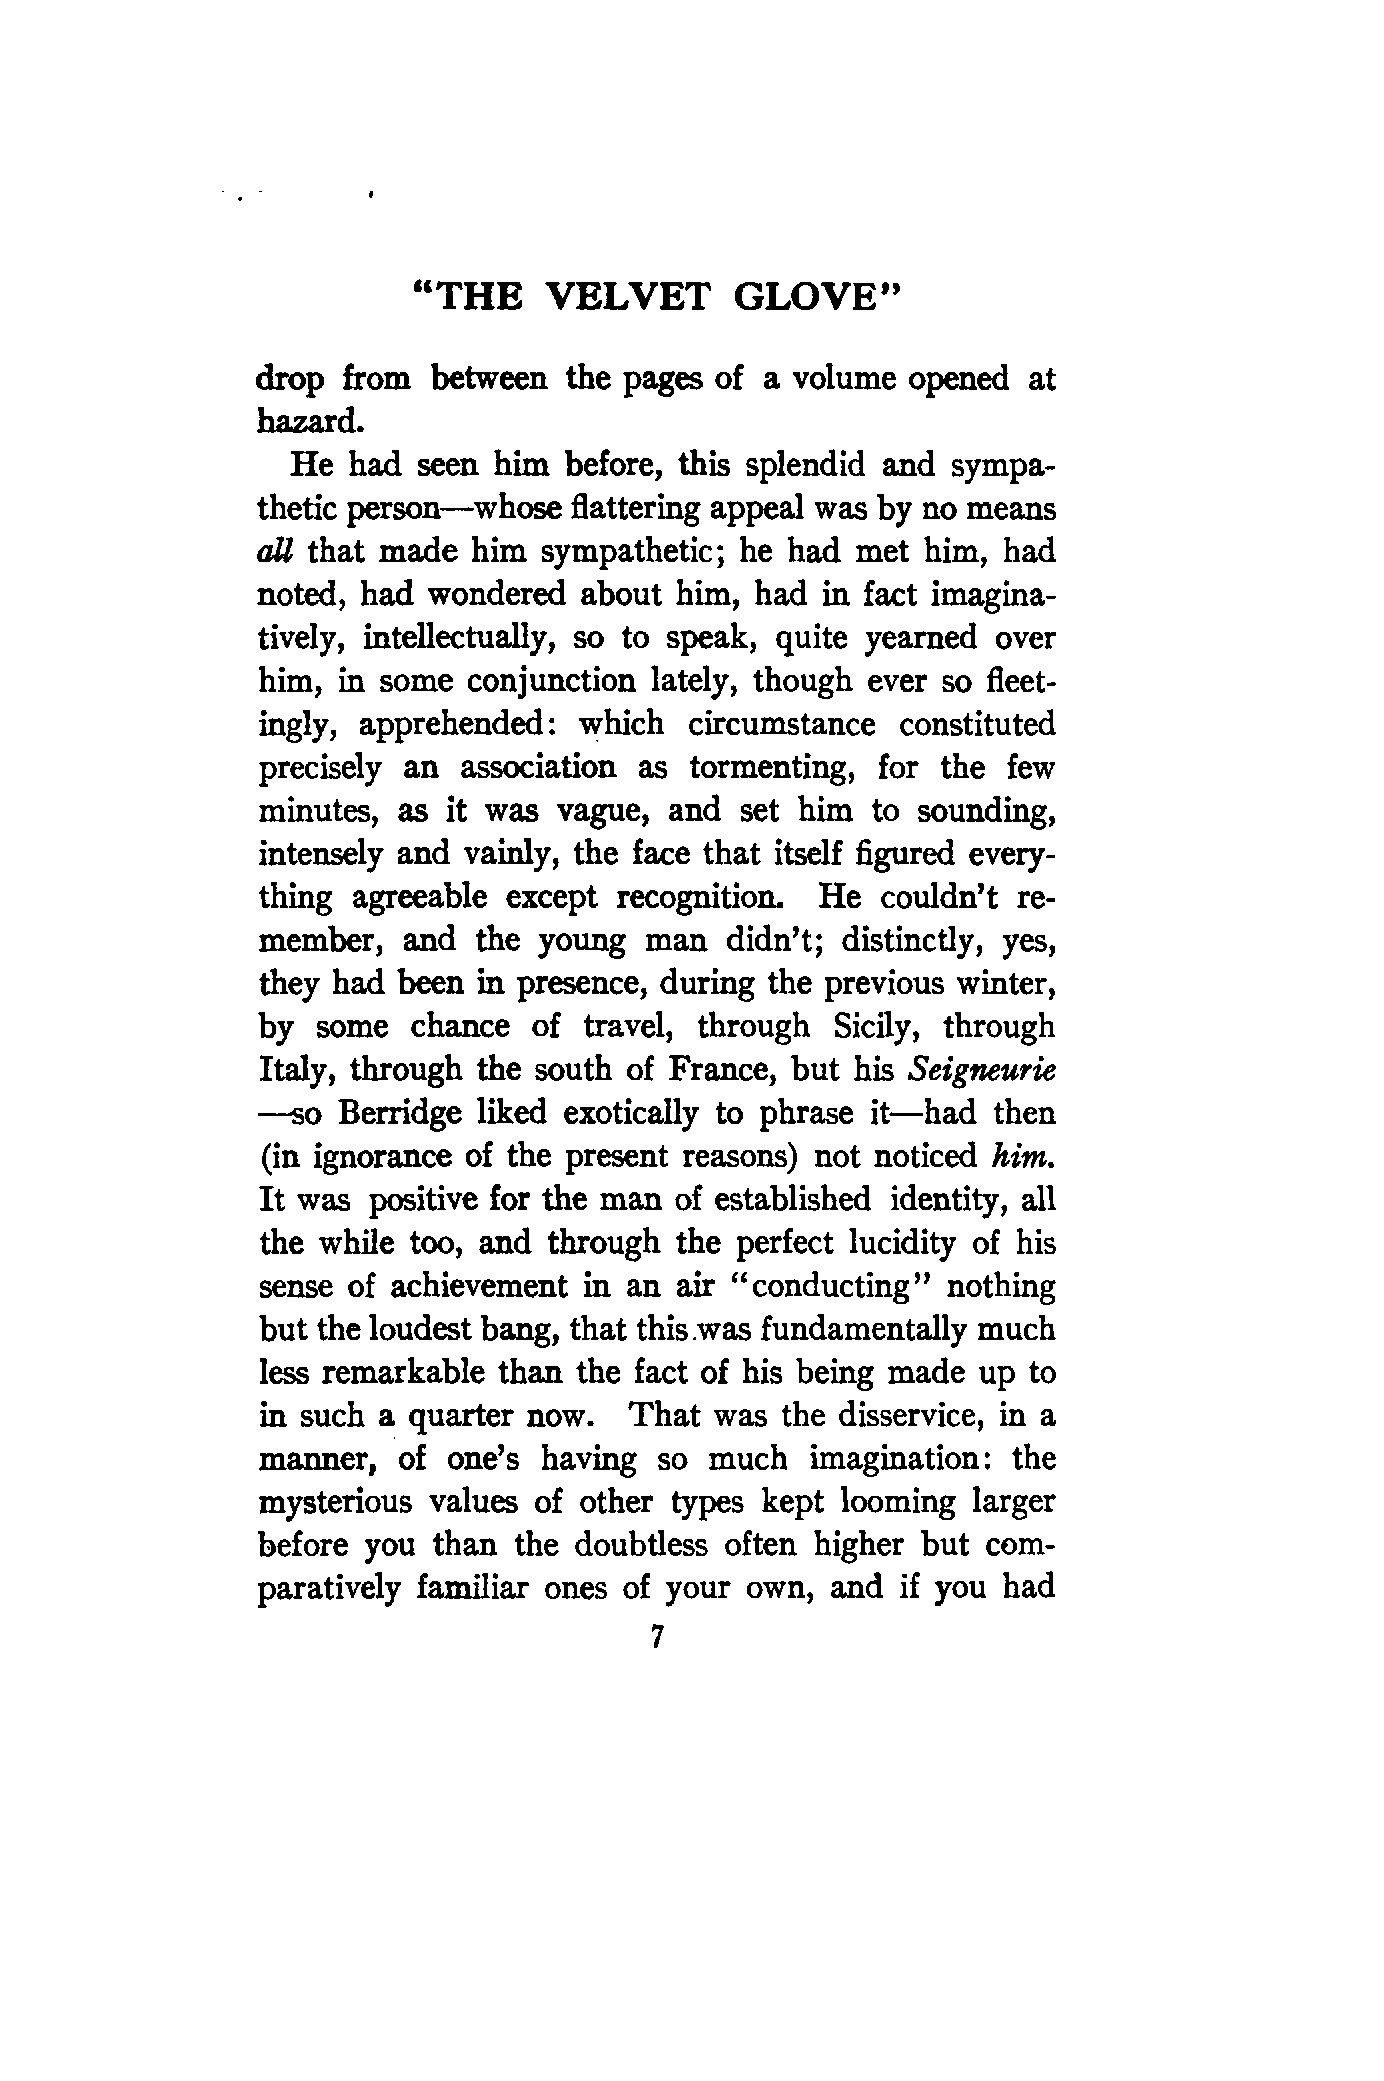 "THE VELVET GLOVE"
drop from between the pages of a volume opened at
hazard.
He had seen him before, this splendid and sympa-
thetic person—whose flattering appeal was by no means
all that made him sympathetic; he had met him, had
noted, had wondered about him, had in fact imagina-
tively, intellectually, so to speak, quite yearned over
him, in some conjunction lately, though ever so fleet-
ingly, apprehended: which circumstance constituted
precisely an association as tormenting, for the few
minutes, as it was vague, and set him to sounding,
intensely and vainly, the face that itself figured every-
thing agreeable except recognition. He couldn't re-
member, and the young man didn't; distinctly, yes,
they had been in presence, during the previous winter,
by some chance of travel, through Sicily, through
Italy, through the south of France, but his Seigneurie
—so Berridge liked exotically to phrase it—had then
(in ignorance of the present reasons) not noticed him.
It was positive for the man of established identity, all
the while too, and through the perfect lucidity of his
sense of achievement in an air "conducting" nothing
but the loudest bang, that this was fundamentally much
less remarkable than the fact of his being made up to
in such a quarter now. That was the disservice, in a
manner, of one's having so much imagination: the
mysterious values of other types kept looming larger
before you than the doubtless often higher but com-
paratively familiar ones of your own, and if you had
7